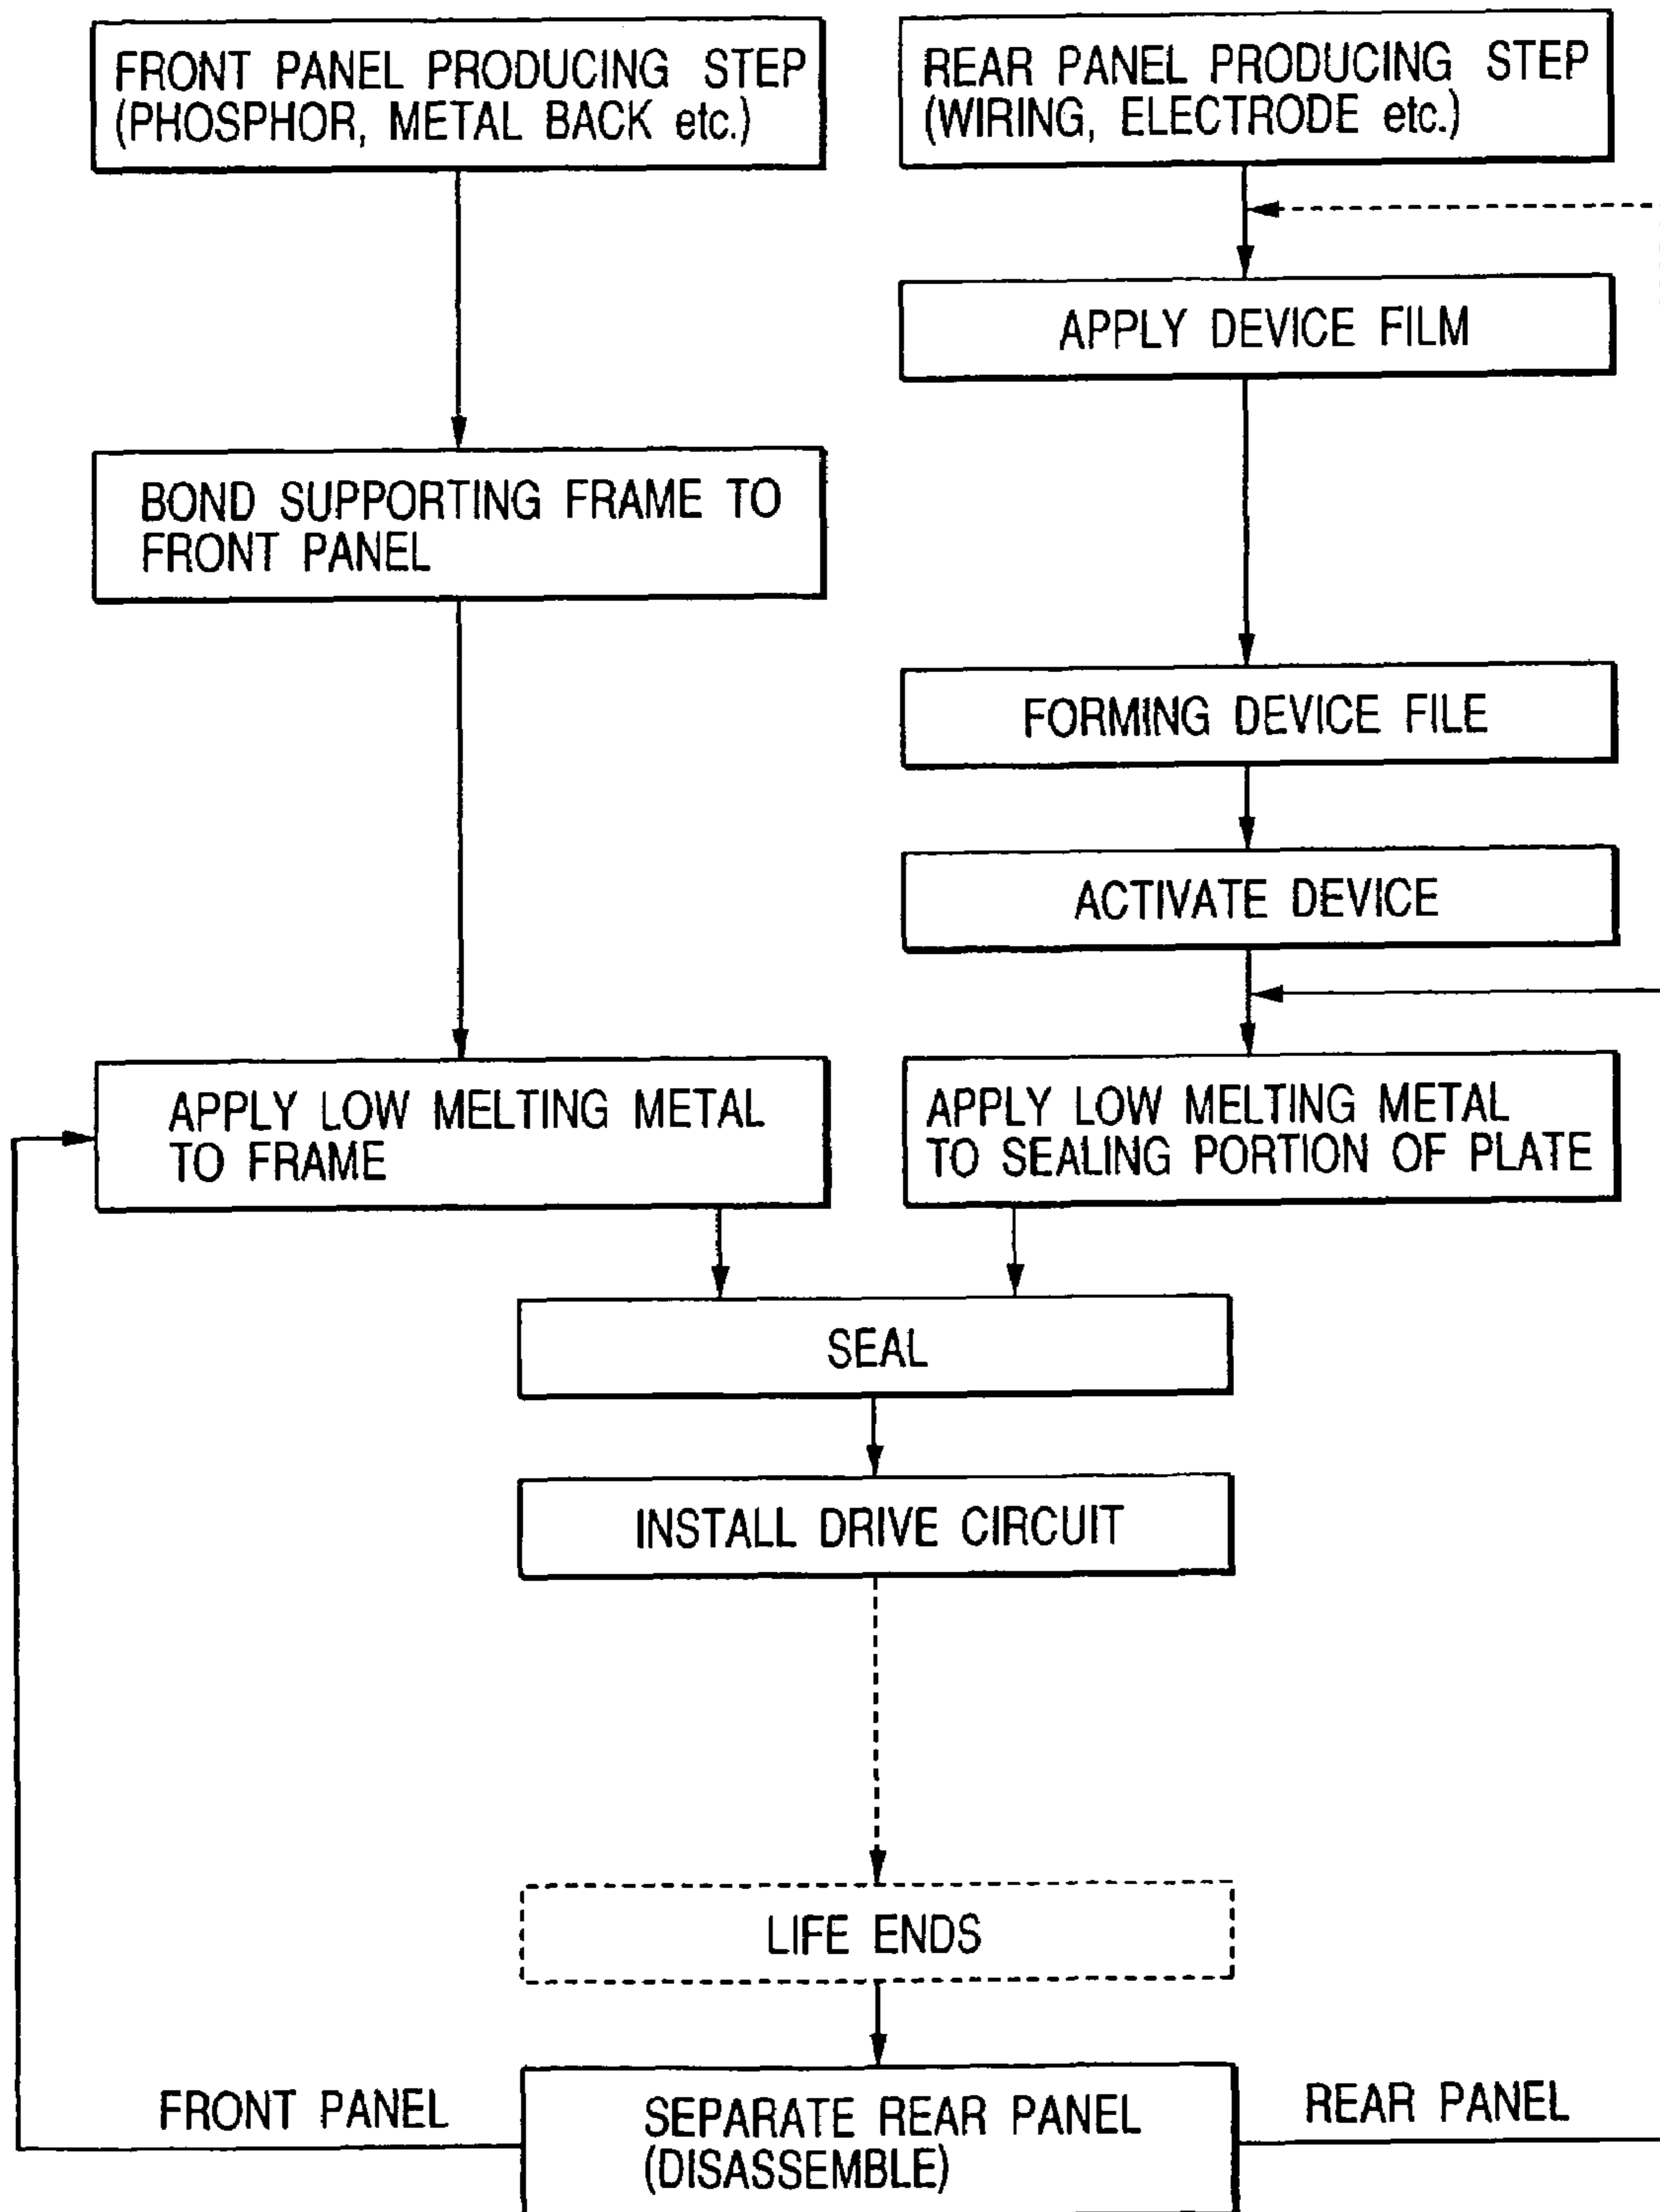 FRONT PANEL PRODUCING STEP
(PHOSPHOR, METAL BACK etc.)
REAR PANEL PRODUCING STEP
(WIRING, ELECTRODE etc.)
APPLY DEVICE FILM
BOND SUPPORTING FRAME TO
FRONT PANEL
FORMING DEVICE FILE
ACTIVATE DEVICE
APPLY LOW MELTING METAL
TO FRAME
APPLY LOW MELTING METAL
TO SEALING PORTION OF PLATE
SEAL
INSTALL DRIVE CIRCUIT
LIFE ENDS
FRONT PANEL
SEPARATE REAR PANEL
(DISASSEMBLE)
REAR PANEL